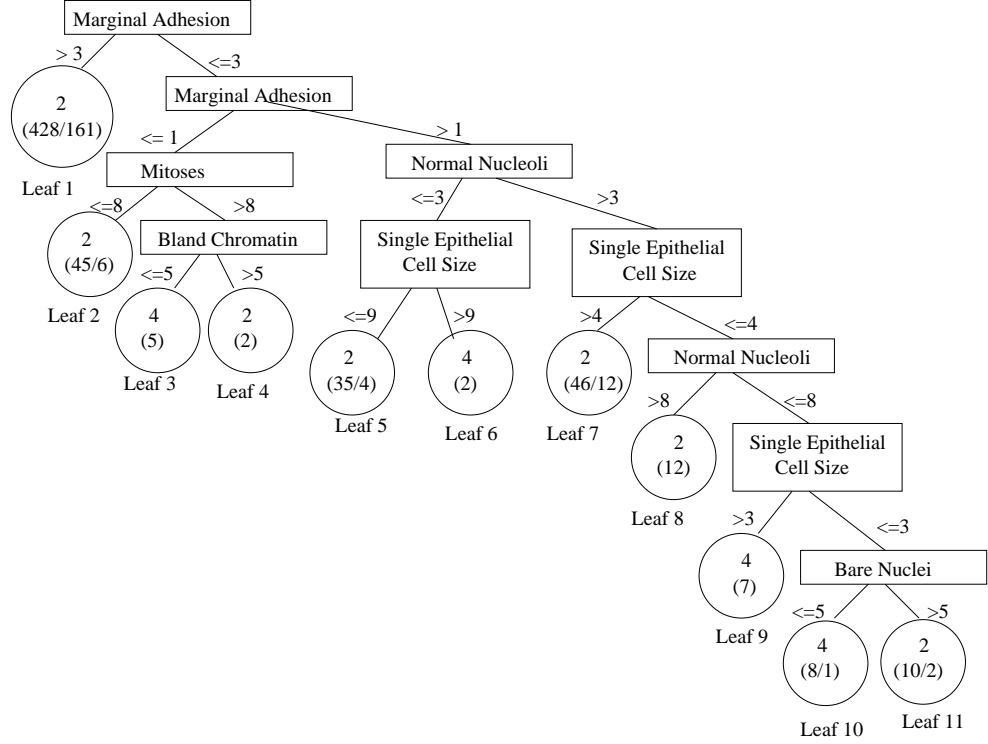 Marginal Adhesion
> 3
<=3
2
(428/161)
Leaf 1
Marginal Adhesion
<= 1
> 1
Mitoses
Normal Nucleoli
<=8
>8
<=3
>3
2
(45/6)
Leaf 2
Bland Chromatin
Single Epithelial
Cell Size
Single Epithelial
Cell Size
<=5
>5
<=9
>9
>4
<=4
4
(5)
Leaf 3
2
(2)
Leaf 4
2
(35/4)
Leaf 5
4
(2)
Leaf 6
2
(46/12)
Leaf 7
Normal Nucleoli
>8
<=8
2
(12)
Leaf 8
Single Epithelial
Cell Size
>3
<=3
4
(7)
Leaf 9
Bare Nuclei
<=5
>5
4
(8/1)
Leaf 10
2
(10/2)
Leaf 11